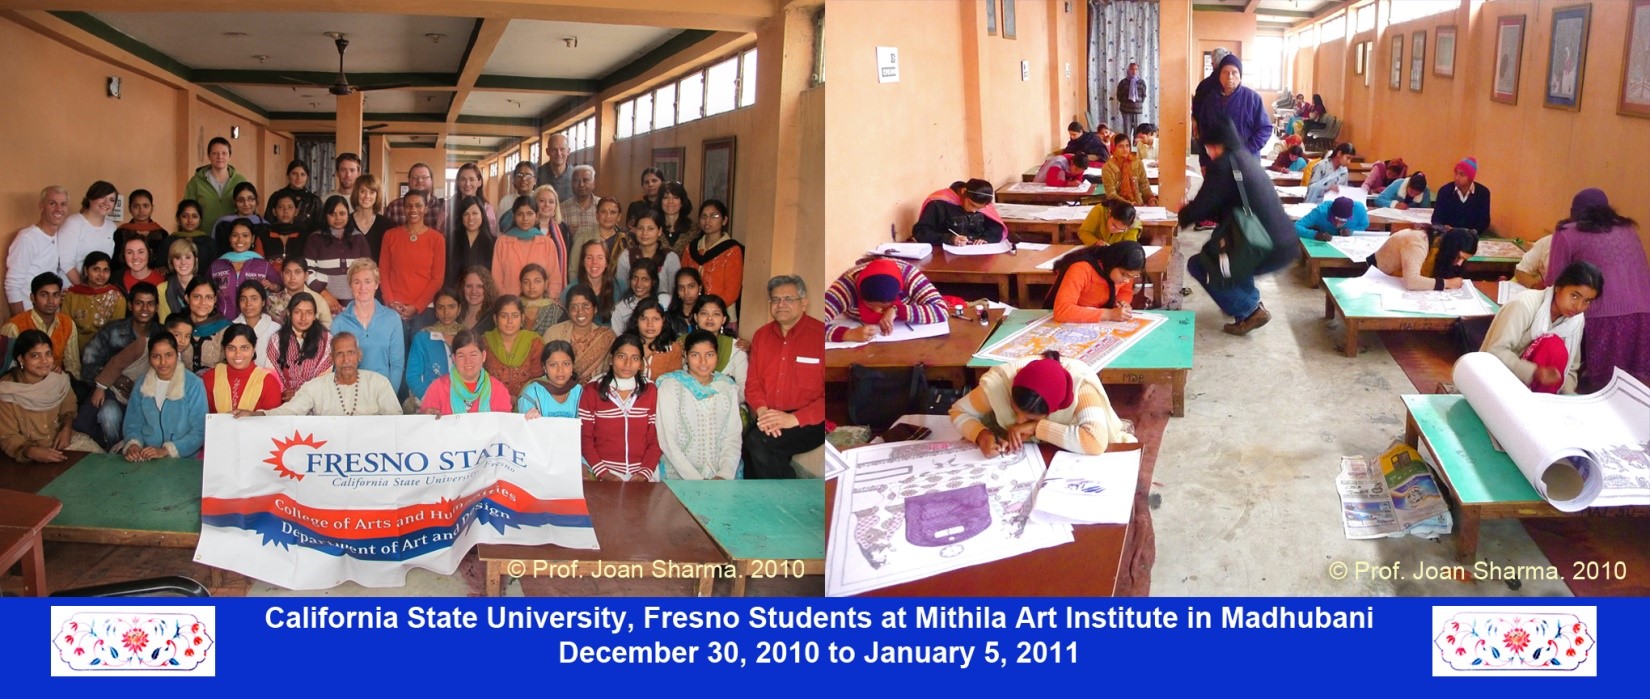 FRESNO STATE
California State University, Fresno
College of Arts and Humanities
Department of Art and Design
© Prof. Joan Sharma. 2010
© Prof. Joan Sharma. 2010
California State University, Fresno Students at Mithila Art Institute in Madhubani
December 30, 2010 to January 5, 2011